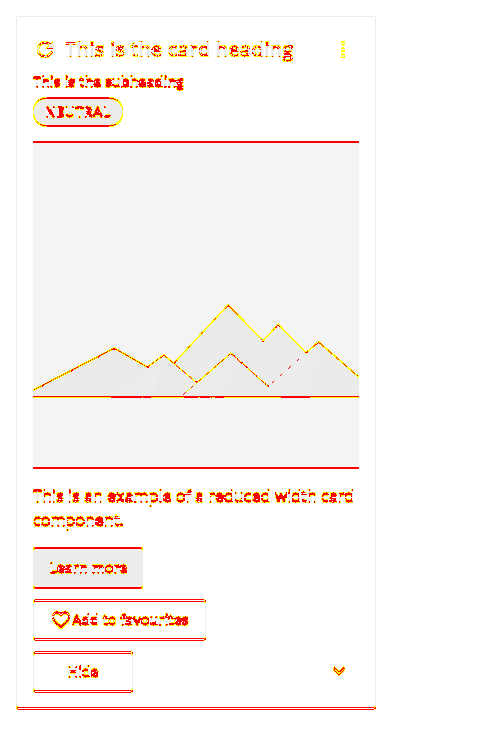 This is the card heading
This is the subheading
NEUTRAL
This is an example of a reduced width card
component.
Learn more
Add to favourites
Hide